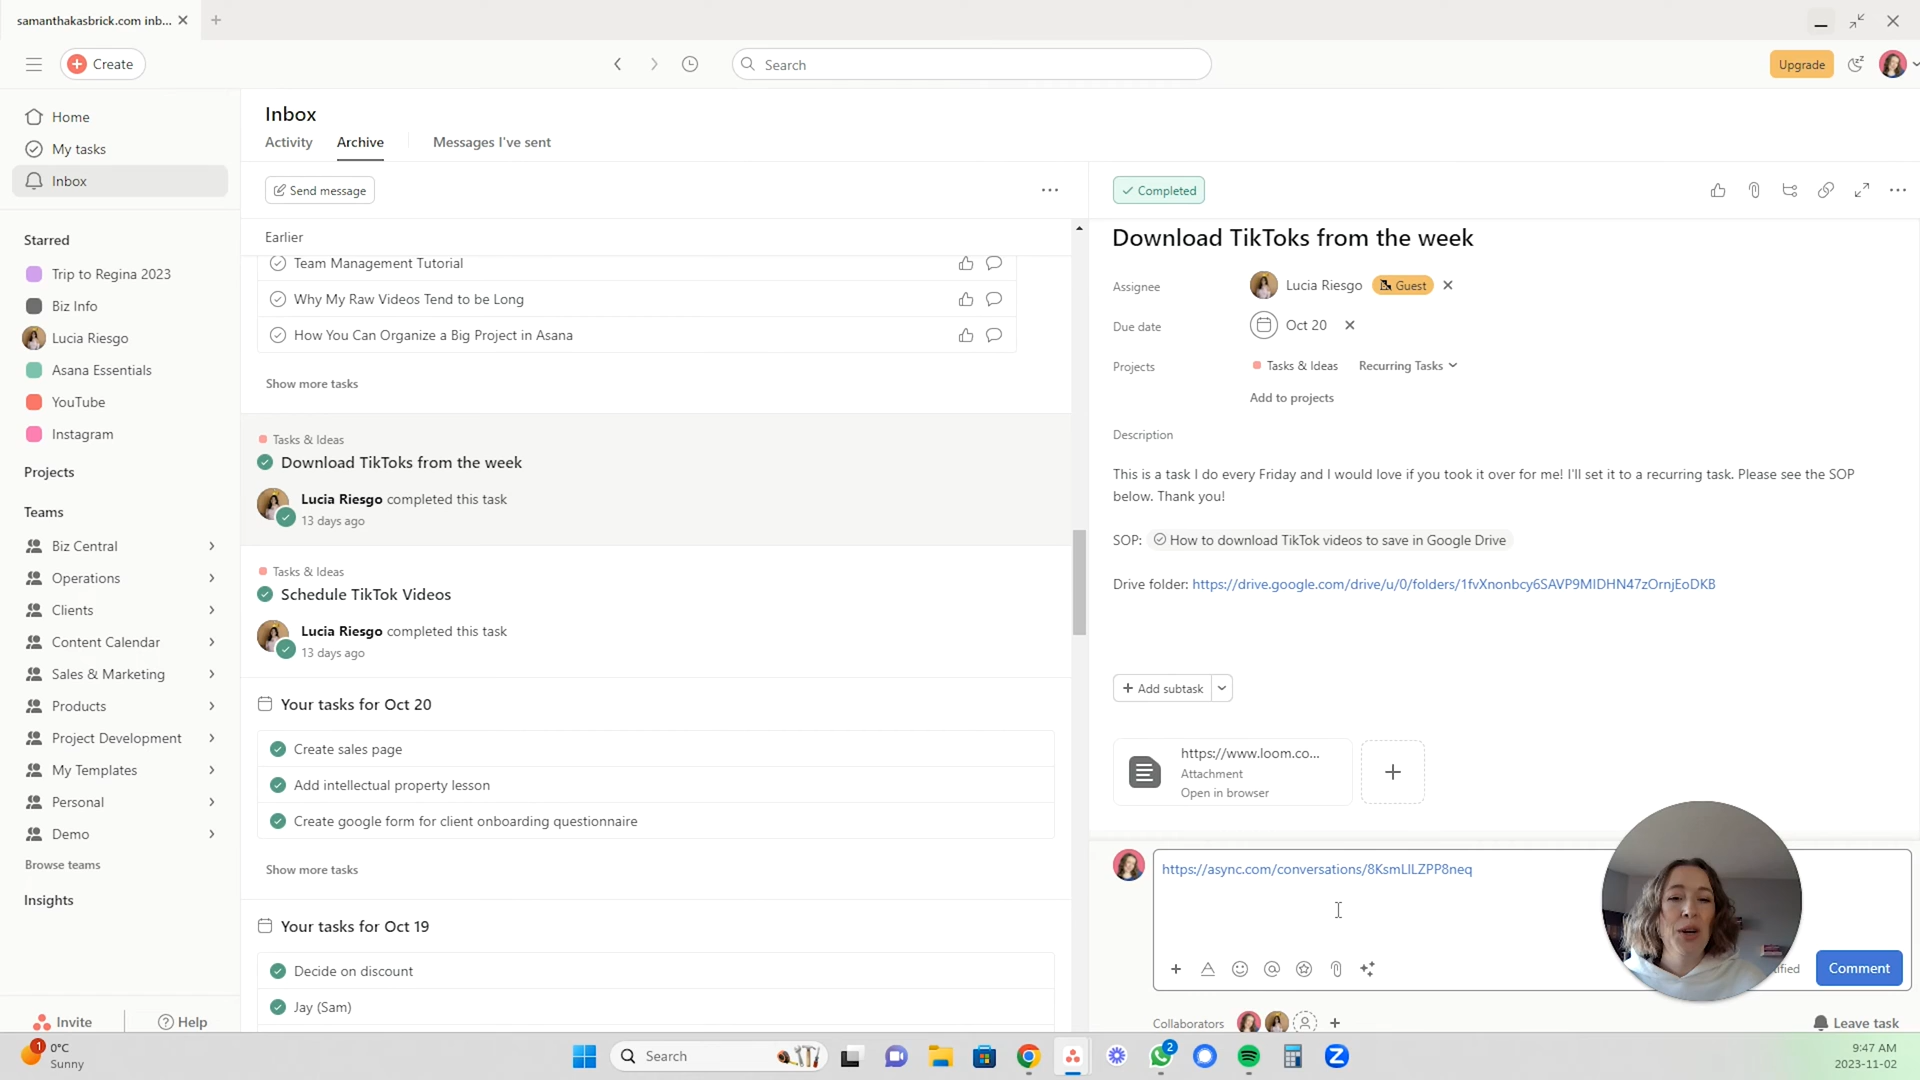 samanthakasbrick.com inb...
Create
Search
Upgrade
Home
My tasks
Inbox
Starred
Trip to Regina 2023
Biz Info
Lucia Riesgo
Asana Essentials
YouTube
Instagram
Projects
Teams
Biz Central
Operations
Clients
Content Calendar
Sales & Marketing
Products
Project Development
My Templates
Personal
Demo
Browse teams
Insights
Invite
Help
Inbox
Activity
Archive
Messages I've sent
Send message
Earlier
Team Management Tutorial
Why My Raw Videos Tend to be Long
How You Can Organize a Big Project in Asana
Show more tasks
Tasks & Ideas
Download TikToks from the week
Lucia Riesgo completed this task
13 days ago
Tasks & Ideas
Schedule TikTok Videos
Lucia Riesgo completed this task
13 days ago
Your tasks for Oct 20
Create sales page
Add intellectual property lesson
Create google form for client onboarding questionnaire
Show more tasks
Your tasks for Oct 19
Decide on discount
Jay (Sam)
Completed
Download TikToks from the week
Assignee
Lucia Riesgo
Guest
Due date
Oct 20
Projects
Tasks & Ideas
Recurring Tasks
Add to projects
Description
This is a task I do every Friday and I would love if you took it over for me! I'll set it to a recurring task. Please see the SOP
below. Thank you!
SOP: How to download TikTok videos to save in Google Drive
Drive folder: https://drive.google.com/drive/u/0/folders/1fvXnonbcy6SAVP9MIDHN47zOrnjEoDKB
+ Add subtask
https://www.loom.co...
Attachment
Open in browser
https://async.com/conversations/8KsmLlLZPP8neq
Comment
Collaborators
Leave task
1
0°C
Sunny
Search
2
9:47 AM
2023-11-02